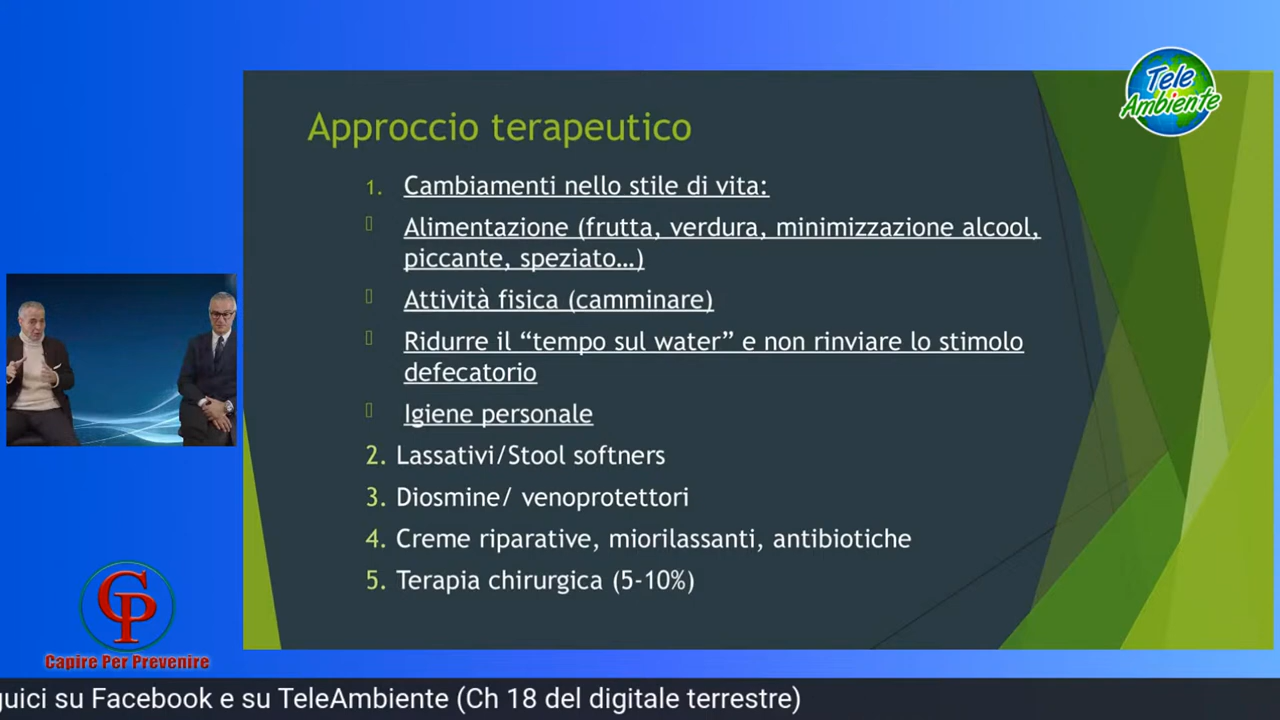 Tele
Ambiente
Approccio terapeutico
1. Cambiamenti nello stile di vita:
Alimentazione (frutta, verdura, minimizzazione alcool,
piccante, speziato...)
Attività fisica (camminare)
Ridurre il “tempo sul water” e non rinviare lo stimolo
defecatorio
Igiene personale
2. Lassativi/Stool softners
3. Diosmine/ venoprotettori
4. Creme riparative, miorilassanti, antibiotiche
5. Terapia chirurgica (5-10%)
CP
Capire Per Prevenire
guici su Facebook e su TeleAmbiente (Ch 18 del digitale terrestre)